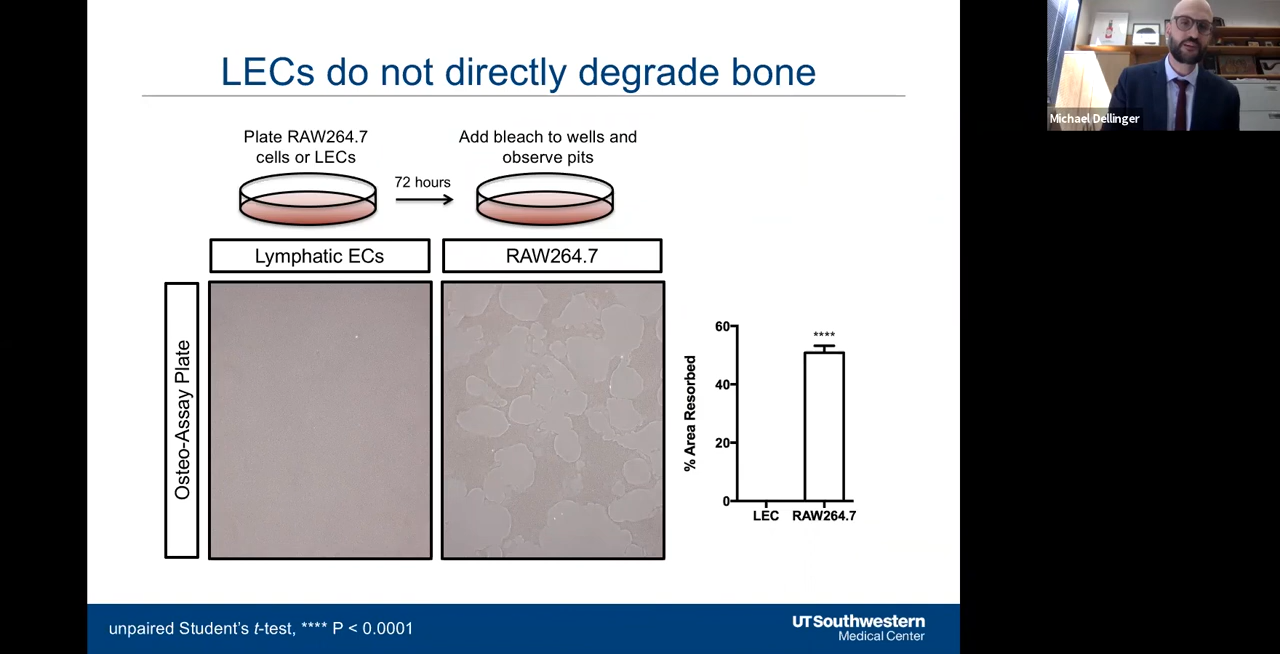 LECs do not directly degrade bone
Michael Dellinger
Plate RAW264.7
cells or LECs
72 hours
Add bleach to wells and
observe pits
Lymphatic ECs
RAW264.7
Osteo-Assay Plate
% Area Resorbed
60
40
20
0
****
LEC
RAW264.7
unpaired Student's t-test, **** P < 0.0001
UTSouthwestern
Medical Center